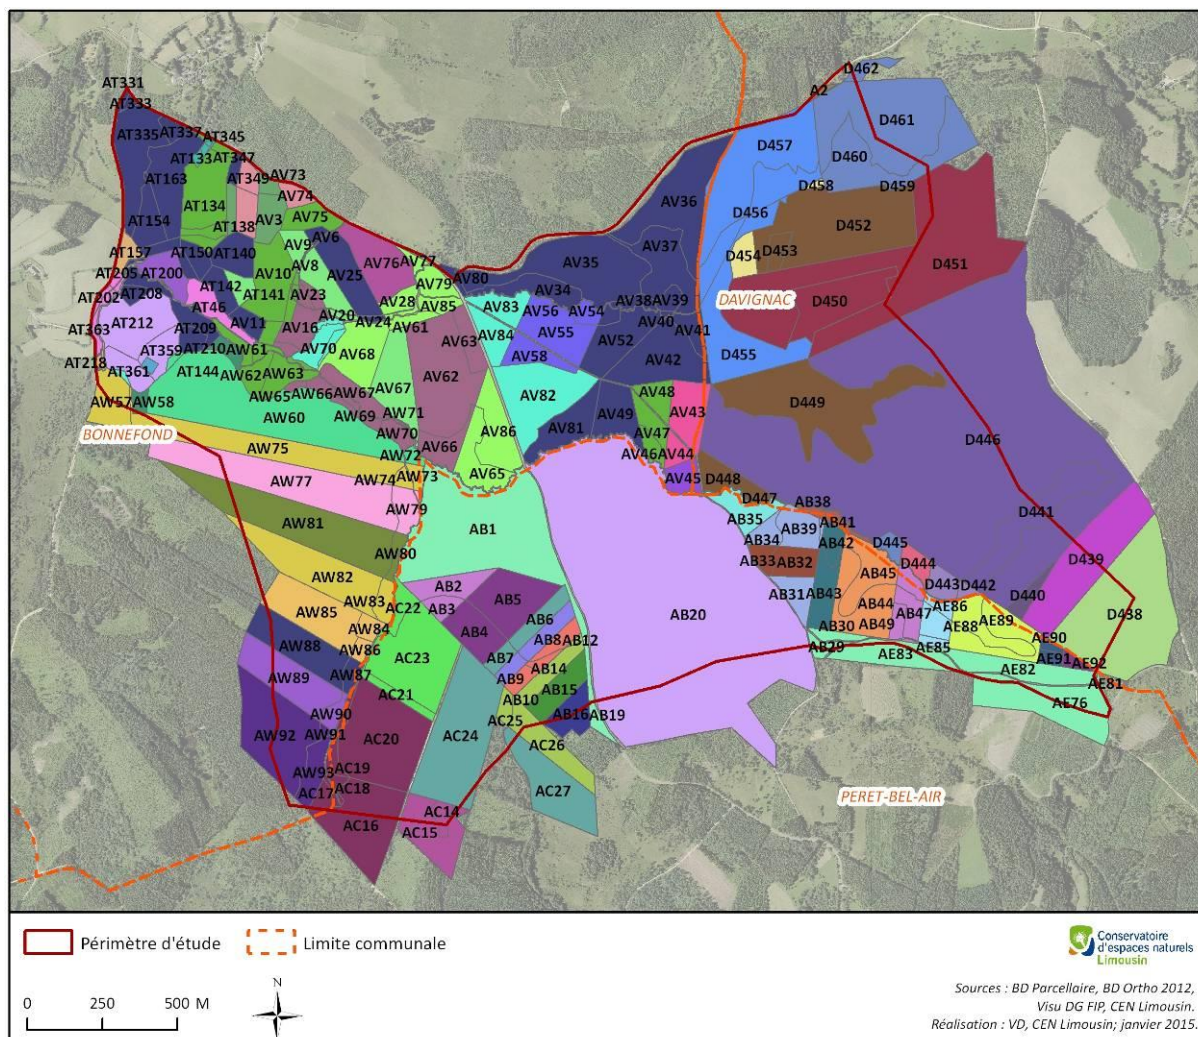 AT331
AT333
AT335
AT337
AT345
AT133
AT347
AT163
AT349
AV73
AV74
AT134
AT154
AT138
AV3
AV75
AT157
AT150
AT140
AV9
AV6
AV76
AV27
AT205
AT200
AV10
AV8
AV25
AV79
AV80
AT202
AT208
AT142
AT141
AV23
AV28
AV85
AT46
AV20
AV24
AV61
AT363
AT212
AT209
AV11
AV16
AV63
AT359
AT210
AW61
AV70
AV68
AT218
AT361
AT144
AW62
AW63
AV62
AV67
AW57
AW58
AW65
AW66
AW67
AW60
AW69
AW71
AW70
AV66
BONNEFOND
AW75
AW72
AV86
AV65
AW74
AW73
AW77
AW79
AW81
AW80
AW82
AW83
AW85
AW84
AW86
AW88
AW87
AW89
AW90
AW91
AW92
AW93
AV36
AV37
AV35
AV34
AV38
AV39
AV83
AV56
AV54
AV40
AV84
AV55
AV52
AV41
AV58
AV42
AV82
AV48
AV49
AV43
AV81
AV47
AV46
AV44
AV45
A2
D462
D461
D457
D460
D458
D459
D456
D452
D454
D453
D451
DAVIGNAC
D450
D455
D449
D446
D448
D447
D441
D445
D444
D439
D443
D442
D440
D438
AB1
AB38
AB35
AB39
AB41
AB34
AB42
AB33
AB32
AB45
AB31
AB43
AB44
AB47
AB30
AB49
AB29
AB20
AE86
AE88
AE89
AE85
AE90
AE83
AE91
AE92
AE82
AE81
AE76
AB2
AB3
AB5
AB4
AB6
AB8
AB12
AB7
AB14
AB9
AB10
AB15
AB16
AB19
AC22
AC23
AC21
AC20
AC24
AC25
AC26
AC27
AC19
AC18
AC17
AC16
AC14
AC15
PERET-BEL-AIR
Périmètre d'étude
Limite communale
N
0
250
500 M
Conservatoire
d'espaces naturels
Limousin
Sources : BD Parcellaire, BD Ortho 2012,
Visu DG FIP, CEN Limousin.
Réalisation : VD, CEN Limousin; janvier 2015.